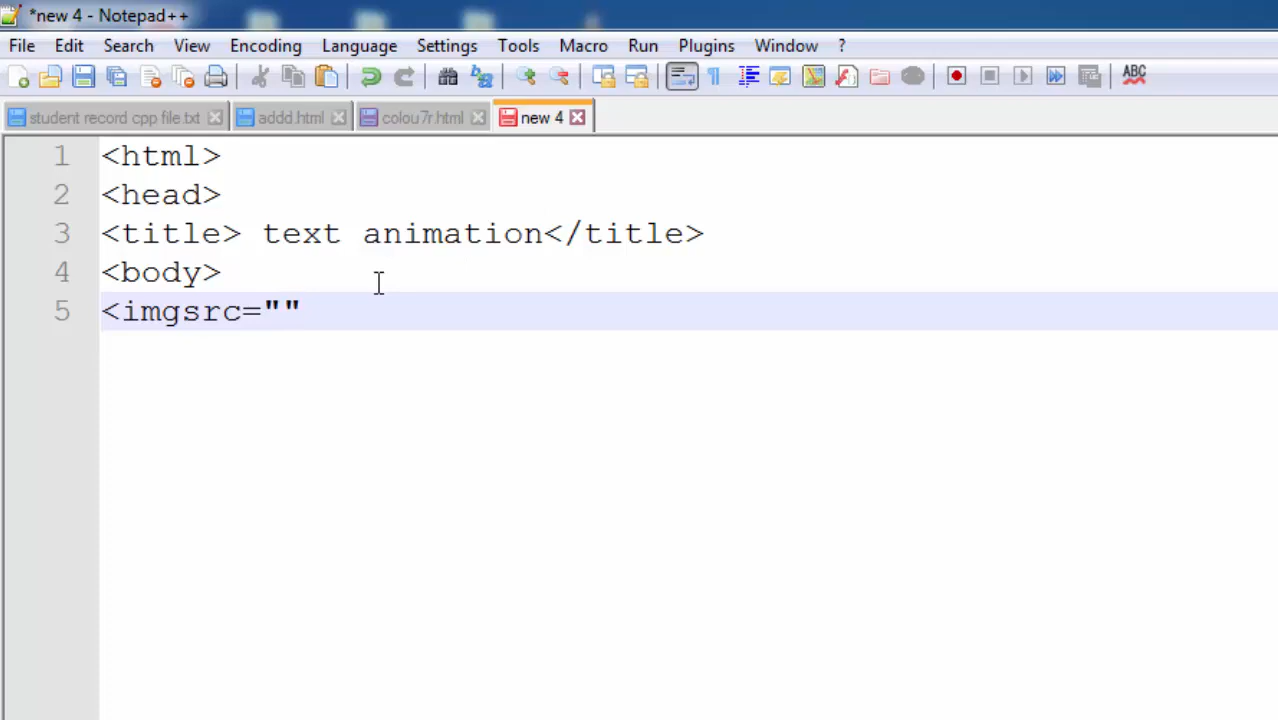 *new 4 - Notepad++
File Edit Search View Encoding Language Settings Tools Macro Run Plugins Window ?
ABC
student record cpp file.txt addd.html colou7r.html new 4
1 <html>
2 <head>
3 <title> text animation</title>
4 <body>
5 <imgsrc=""